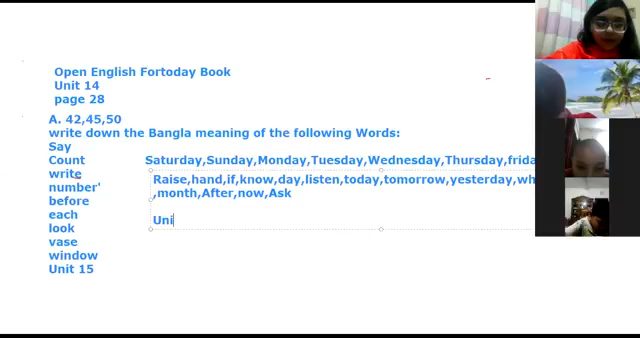 Open English Fortoday Book
Unit 14
page 28
A. 42,45,50
write down the Bangla meaning of the following Words:
Say
Count
write
number'
before
each
look
vase
window
Unit 15
Saturday,Sunday,Monday,Tuesday,Wednesday,Thursday,frida
Raise,hand,if,know,day,listen,today,tomorrow,yesterday,wh
,month,After,now,Ask
Uni